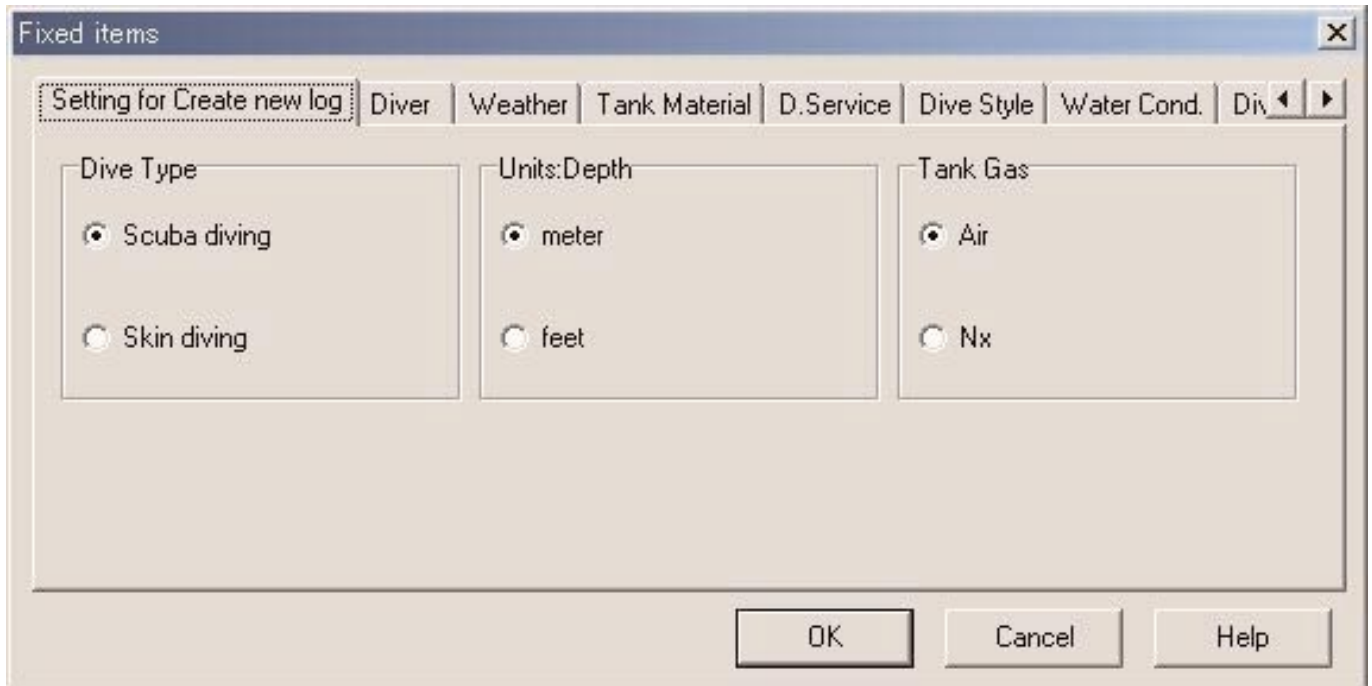 Fixed items
Setting for Create new log Diver Weather Tank Material D.Service Dive Style Water Cond.
Dive Type Units:Depth Tank Gas
Scuba diving meter Air
Skin diving feet Nx
OK Cancel Help